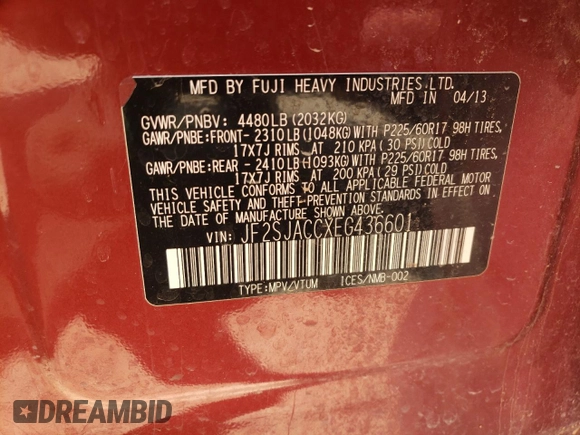 MFD BY FUJI HEAVY INDUSTRIES.LTD.
MFD IN 04/13
GVWR/PNBV: 4480LB (2032KG)
GAWR/PNBE:FRONT- 2310LB (1048KG) WITH P225/60R17 98H TIRES,
17X7J RIMS, AT 210 KPA ( 30 PSI) COLD
GAWR/PNBE:REAR - 2410LB (1093KG) WITH P225/60R17 98H TIRES,
17X7J RIMS, AT 200 KPA ( 29 PSI) COLD
THIS VEHICLE CONFORMS TO ALL APPLICABLE FEDERAL MOTOR
VEHICLE SAFETY AND THEFT PREVENTION STANDARDS IN EFFECT ON
THE DATE OF MANUFACTURE SHOWN ABOVE.
VIN: JF2SJACCXEG436601
TYPE:MPV/VTUM ICES/NMB-002
DREAMBID